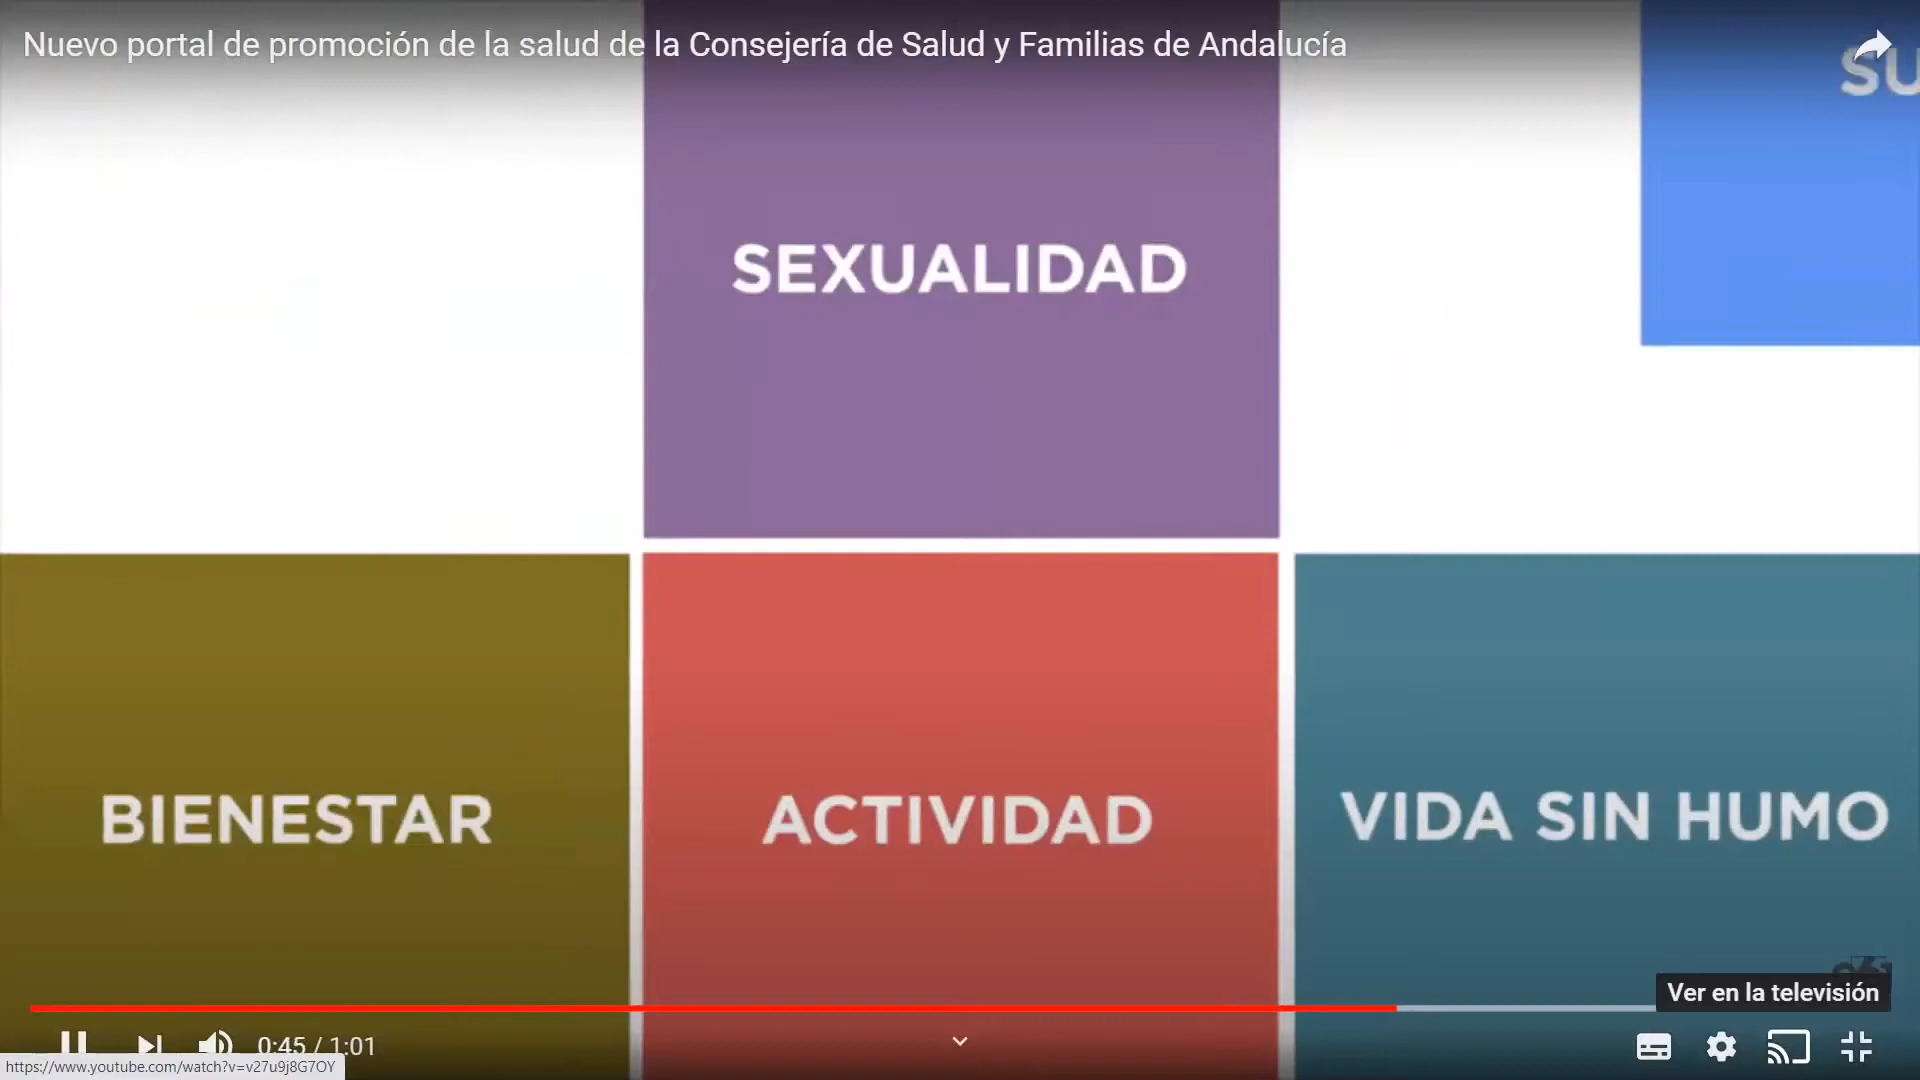 Nuevo portal de promoción de la salud de la Consejería de Salud y Familias de Andalucía
SEXUALIDAD
BIENESTAR
ACTIVIDAD
VIDA SIN HUMO
Ver en la televisión
0:45 / 1:01
https://www.youtube.com/watch?v=v27u9j8G7OY